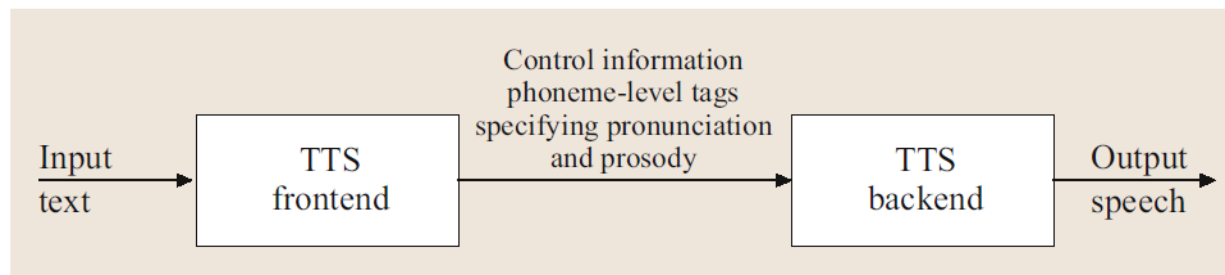 Input
text
TTS
frontend
Control information
phoneme-level tags
specifying pronunciation
and prosody
TTS
backend
Output
speech